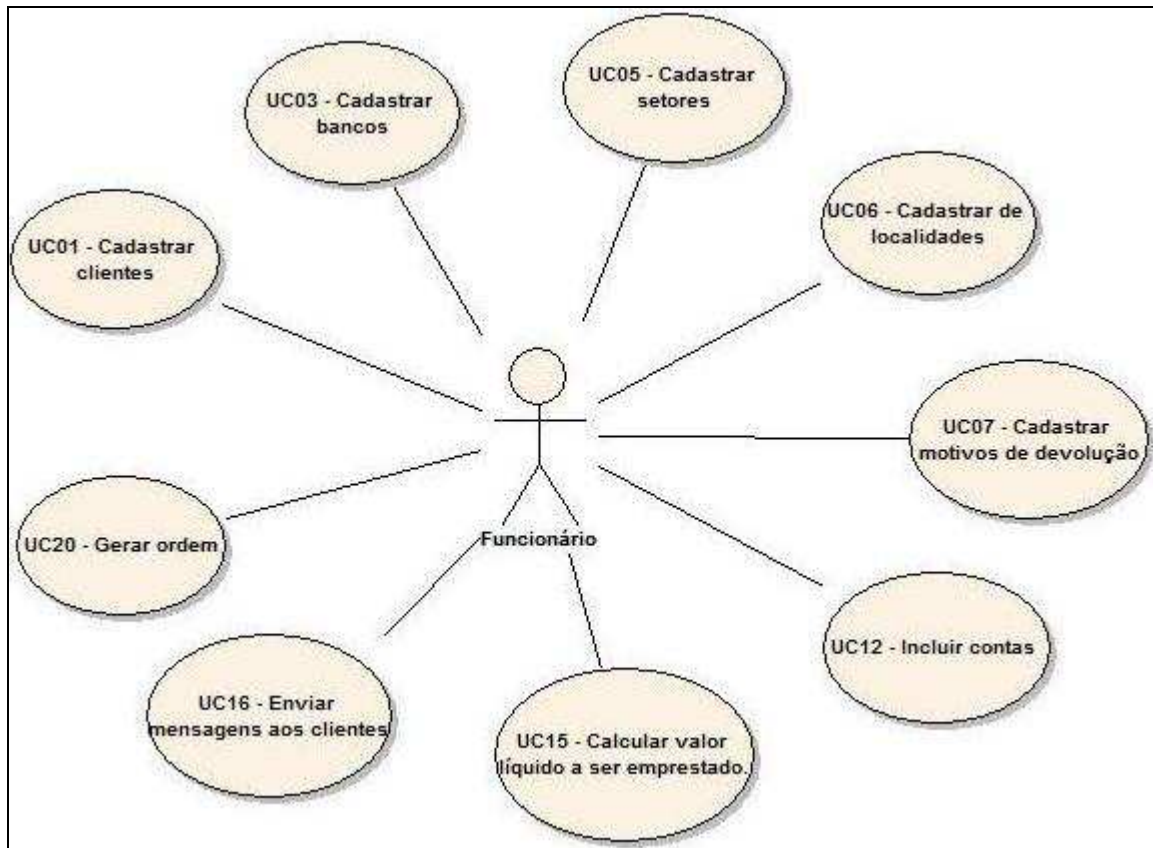 UC03 - Cadastrar
bancos
UC05 - Cadastrar
setores
UC06 - Cadastrar de
localidades
UC01 - Cadastrar
clientes
UC07 - Cadastrar
motivos de devolução
UC20 - Gerar ordem
Funcionário
UC12 - Incluir contas
UC16 - Enviar
mensagens aos clientes
UC15 - Calcular valor
líquido a ser emprestado.